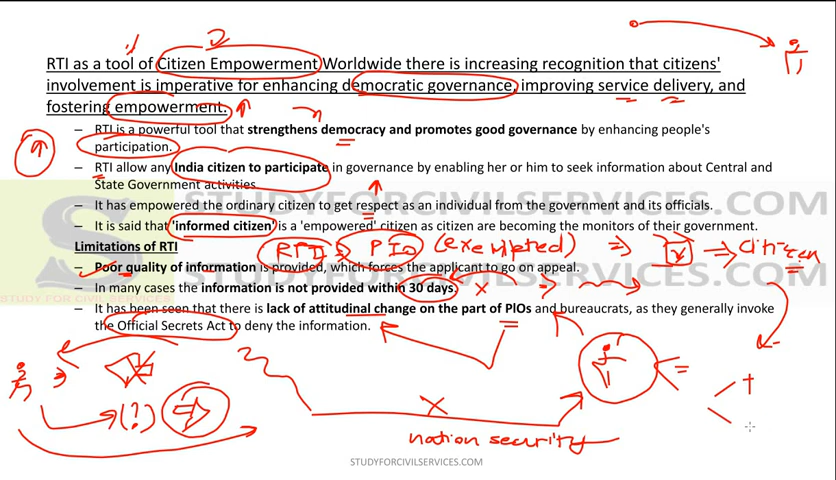 RTI as a tool of Citizen Empowerment Worldwide there is increasing recognition that citizens'
involvement is imperative for enhancing democratic governance, improving service delivery, and
fostering empowerment.
– RTI is a powerful tool that strengthens democracy and promotes good governance by enhancing people's
participation.
– RTI allow any India citizen to participate in governance by enabling her or him to seek information about Central and
State Government activities
– It has empowered the ordinary citizen to get respect as an individual from the government and its officials.
STUDYFORCIVILSERVICES.COM
– It is said that 'informed citizen' is a 'empowered' citizen as citizen are becoming the monitors of their government.
Limitations of RTI
RTI PIO (exempted) citizen
– Poor quality of information is provided, which forces the applicant to go on appeal.
– In many cases the information is not provided within 30 days.
STUDY FOR CIVIL SERVICES
– It has been seen that there is lack of attitudinal change on the part of PIOs and bureaucrats, as they generally invoke
the Official Secrets Act to deny the information.
(?)
nation security
STUDYFORCIVILSERVICES.COM